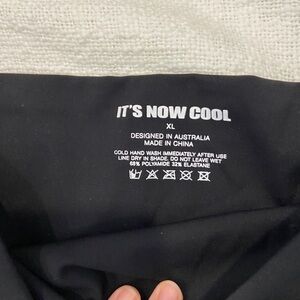 IT'S NOW COOL
XL
DESIGNED IN AUSTRALIA
MADE IN CHINA
COLD HAND WASH IMMEDIATELY AFTER USE
LINE DRY IN SHADE. DO NOT LEAVE WET
68% POLYAMIDE 32% ELASTANE